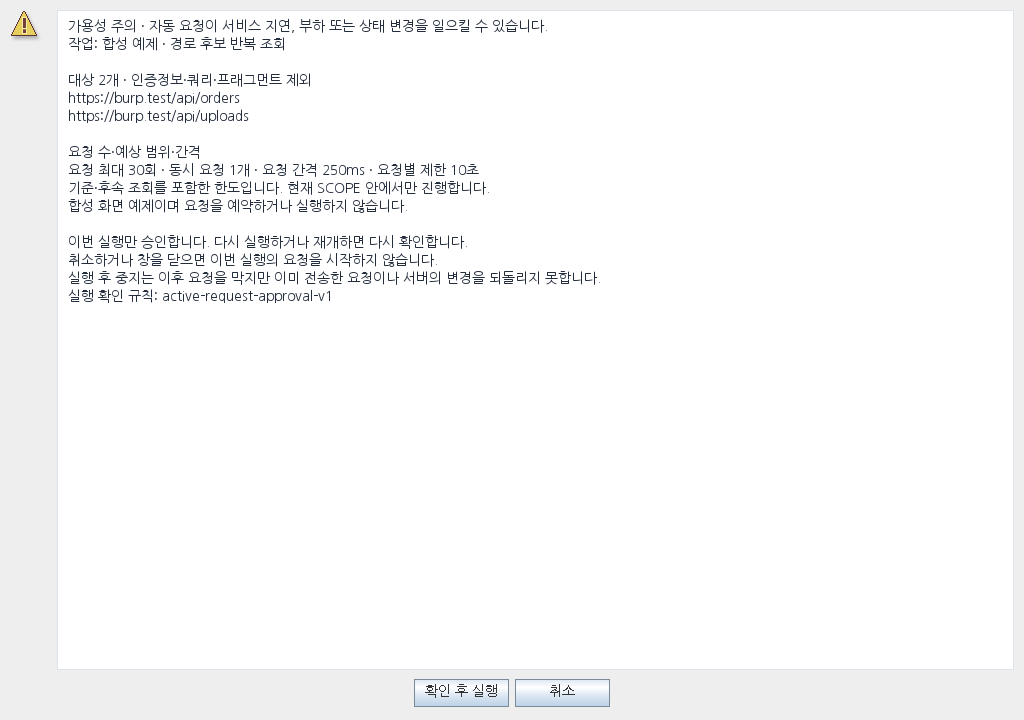 가용성 주의 · 자동 요청이 서비스 지연, 부하 또는 상태 변경을 일으킬 수 있습니다.
작업: 합성 예제 · 경로 후보 반복 조회
대상 2개 · 인증정보·쿼리·프래그먼트 제외
https://burp.test/api/orders
https://burp.test/api/uploads
요청 수·예상 범위·간격
요청 최대 30회 · 동시 요청 1개 · 요청 간격 250ms · 요청별 제한 10초
기준·후속 조회를 포함한 한도입니다. 현재 SCOPE 안에서만 진행합니다.
합성 화면 예제이며 요청을 예약하거나 실행하지 않습니다.
이번 실행만 승인합니다. 다시 실행하거나 재개하면 다시 확인합니다.
취소하거나 창을 닫으면 이번 실행의 요청을 시작하지 않습니다.
실행 후 중지는 이후 요청을 막지만 이미 전송한 요청이나 서버의 변경을 되돌리지 못합니다.
실행 확인 규칙: active-request-approval-v1
확인 후 실행
취소